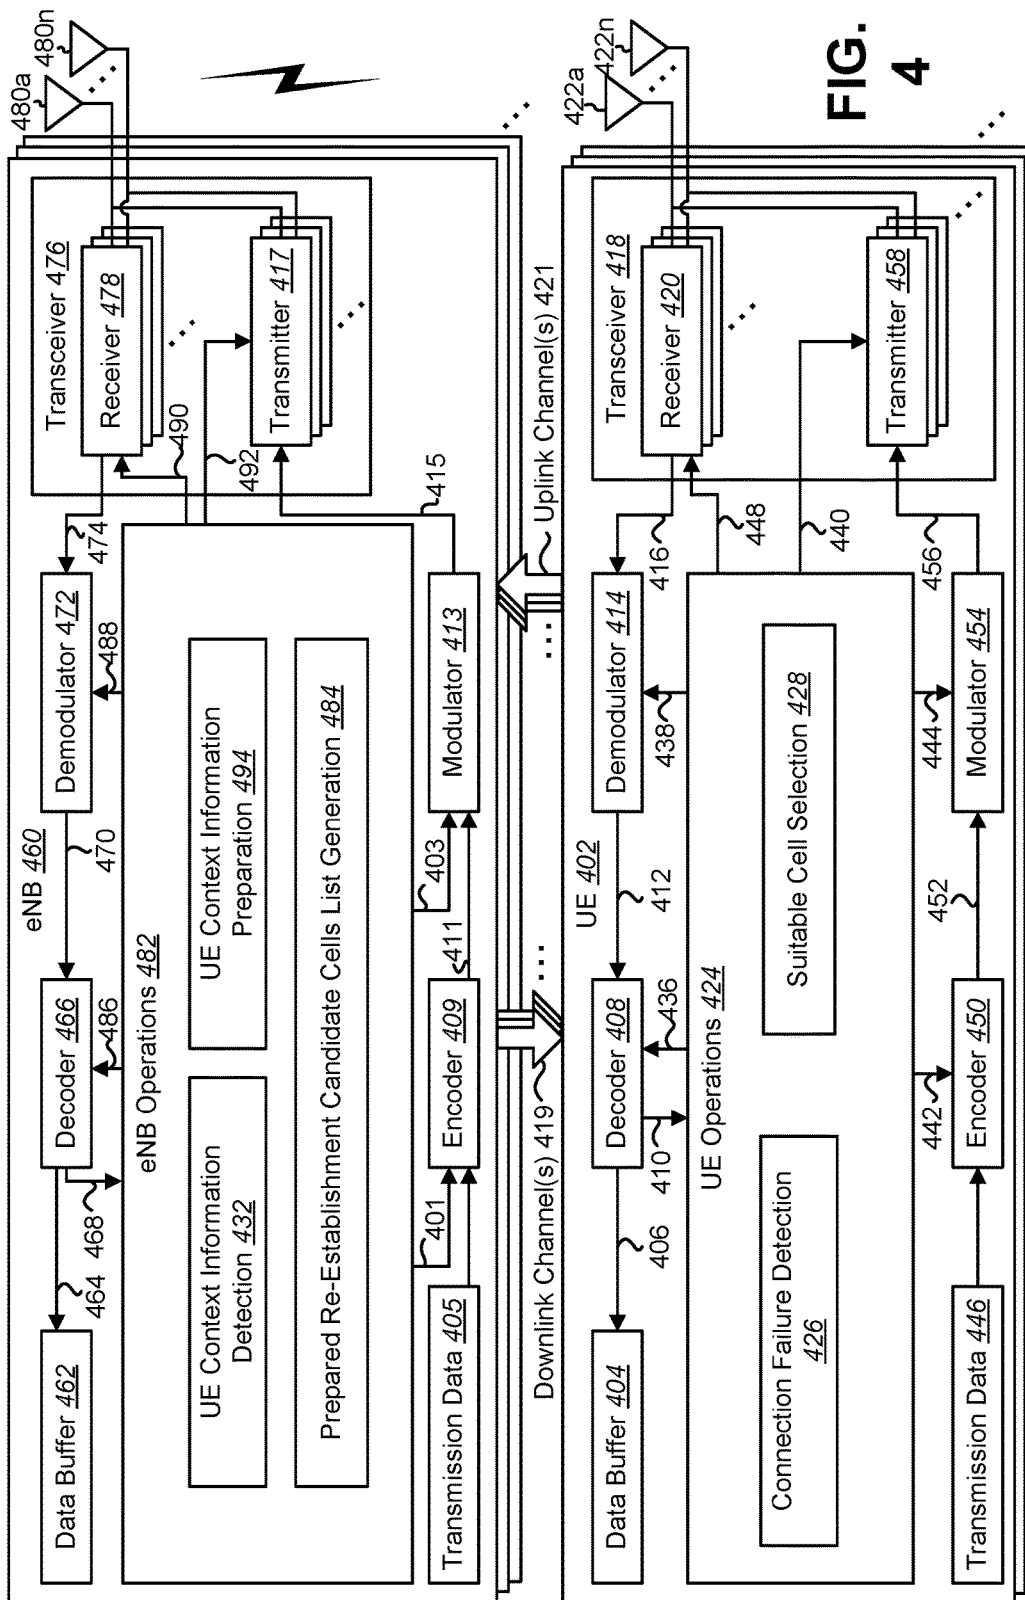 eNB 460
Data Buffer 462
464
Decoder 466
468
486
470
Demodulator 472
488
474
Transceiver 476
Receiver 478
490
492
Transmitter 417
480a
480n
eNB Operations 482
UE Context Information
Detection 432
UE Context Information
Preparation 494
Prepared Re-Establishment Candidate Cells List Generation 484
401
403
Transmission Data 405
Encoder 409
411
Modulator 413
415
Downlink Channel(s) 419
Uplink Channel(s) 421
UE 402
Data Buffer 404
406
Decoder 408
410
436
412
Demodulator 414
438
416
Transceiver 418
Receiver 420
448
440
Transmitter 458
422a
422n
UE Operations 424
Connection Failure Detection
426
Suitable Cell Selection 428
442
444
Transmission Data 446
Encoder 450
452
Modulator 454
456
FIG.
4